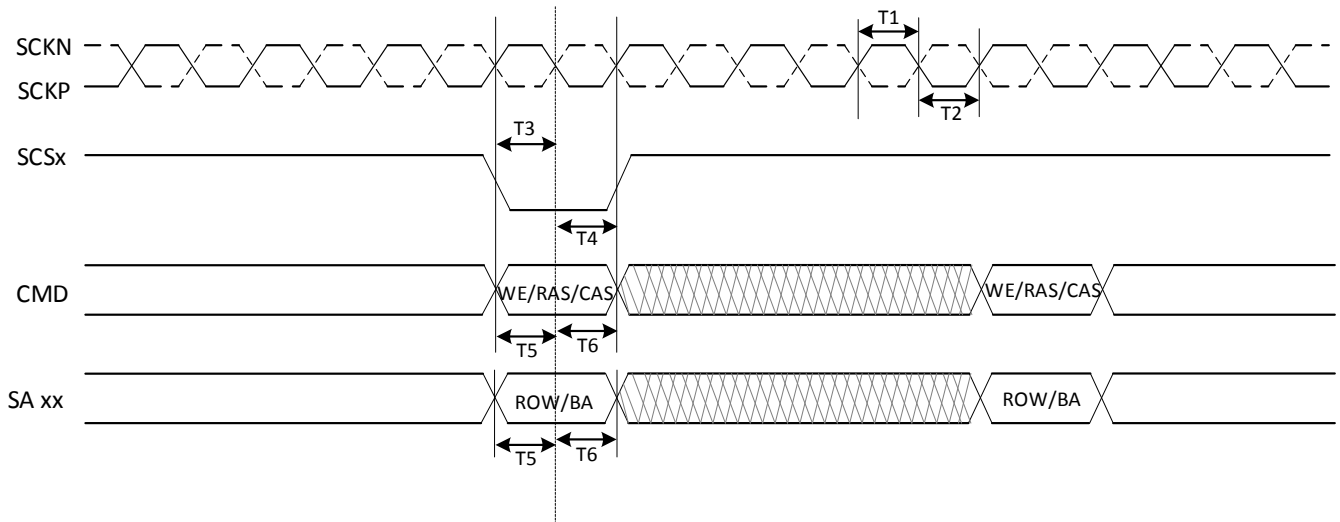 T1
SCKN
SCKP
T2
T3
SCSx
T4
CMD
WE/RAS/CAS
WE/RAS/CAS
T5
T6
SA xx
ROW/BA
ROW/BA
T5
T6